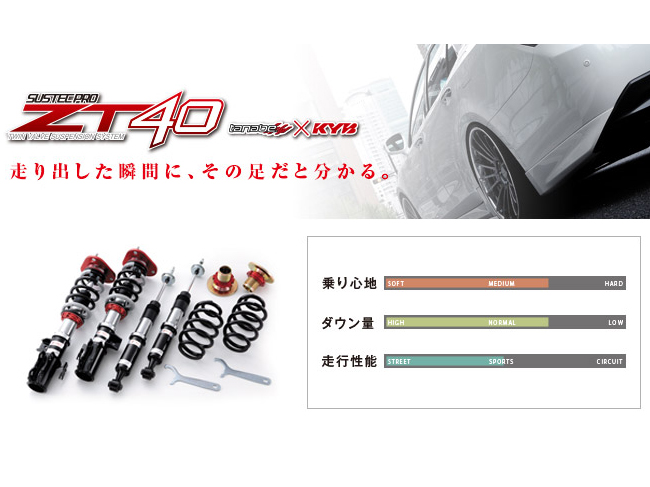 SUSTEC PRO
ZT40
TWIN VALVE SUSPENSION SYSTEM
tanabe × KYB
走り出した瞬間に、その足だと分かる。
乗り心地 SOFT MEDIUM HARD
ダウン量 HIGH NORMAL LOW
走行性能 STREET SPORTS CIRCUIT